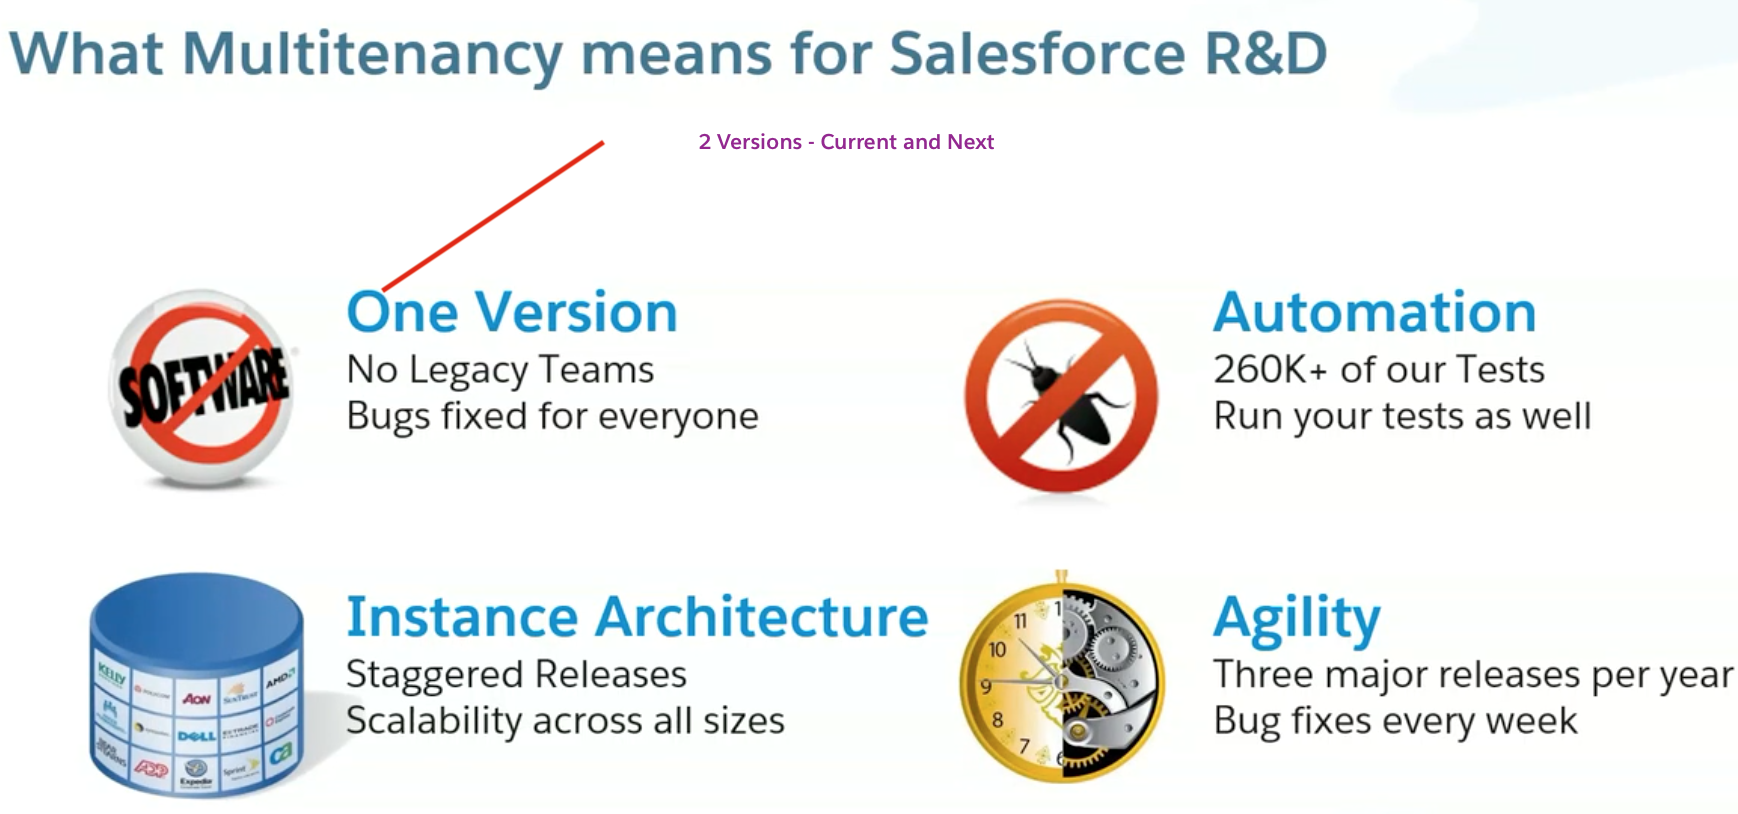 What Multitenancy means for Salesforce R&D
2 Versions - Current and Next
One Version
No Legacy Teams
Bugs fixed for everyone
SOFTWARE
Automation
260K+ of our Tests
Run your tests as well
Instance Architecture
Staggered Releases
Scalability across all sizes
KELLY
AON
SUNTRUST
AMD
DELL
E*TRADE
ADP
Expedia
Sprint
ca
Agility
Three major releases per year
Bug fixes every week
11
10
9
8
7